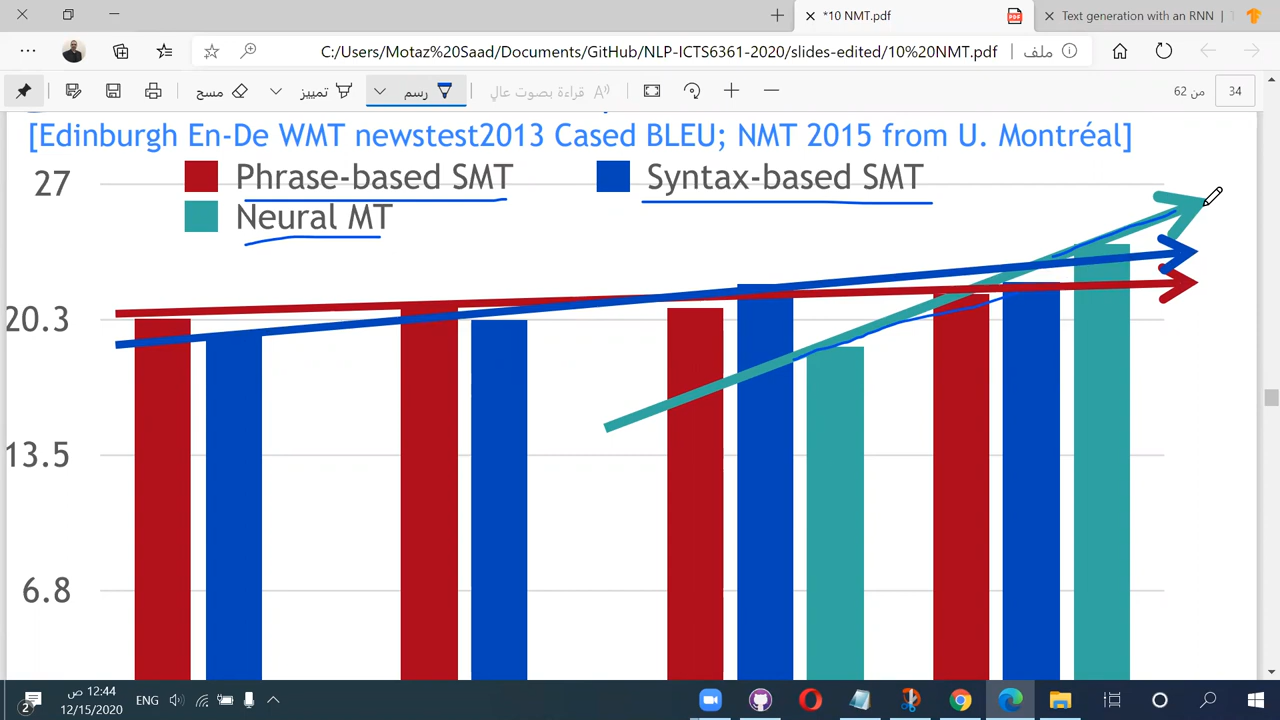 *10 NMT.pdf
Text generation with an RNN | T
C:/Users/Motaz%20Saad/Documents/GitHub/NLP-ICTS6361-2020/slides-edited/10%20NMT.pdf
ملف
مسح
تمييز
رسم
قراءة بصوت عالٍ
من 62
34
[Edinburgh En-De WMT newstest2013 Cased BLEU; NMT 2015 from U. Montréal]
27
Phrase-based SMT
Syntax-based SMT
Neural MT
20.3
13.5
6.8
2
12:44 ص
12/15/2020
ENG